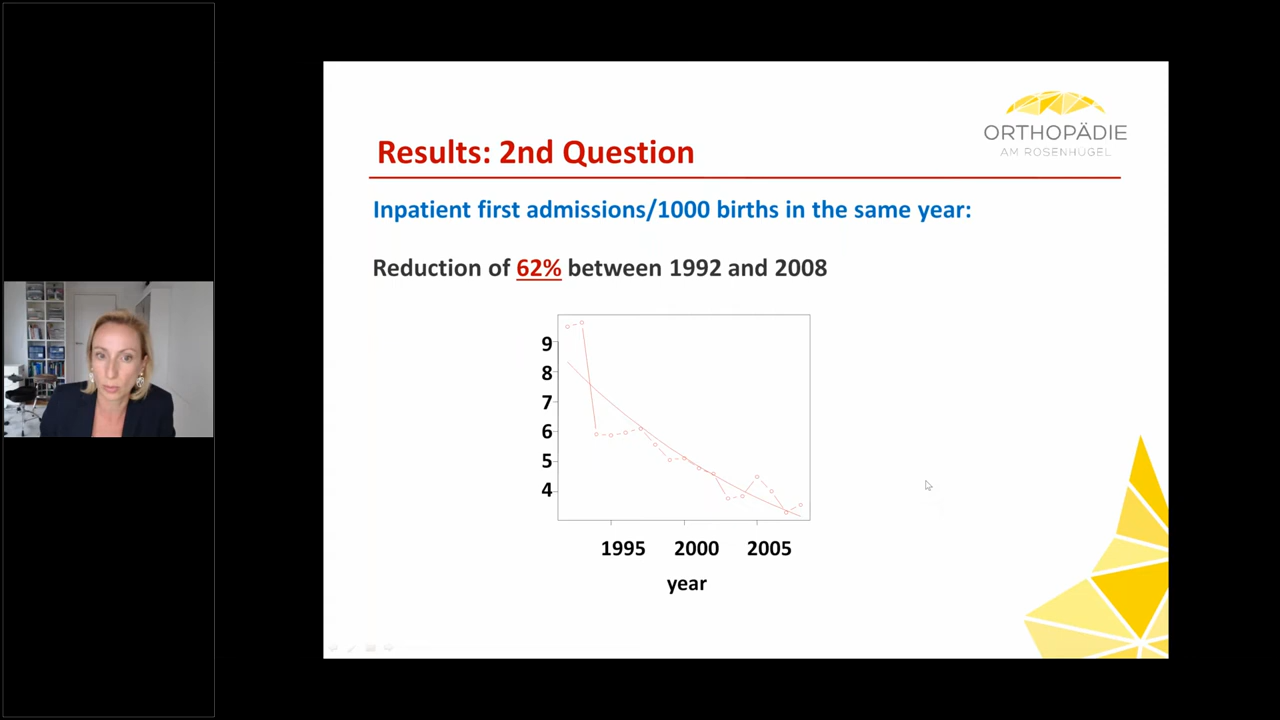 ORTHOPÄDIE
AM ROSENHÜGEL
Results: 2nd Question
Inpatient first admissions/1000 births in the same year:
Reduction of 62% between 1992 and 2008
9
8
7
6
5
4
1995 2000 2005
year